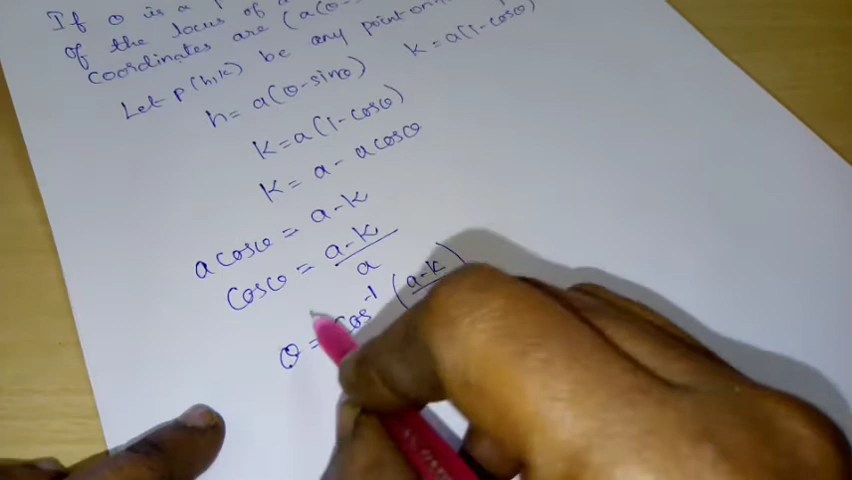 If θ is a
of the locus of
coordinates are (a(θ-
Let P(h,k) be any point on
h = a(θ-sinθ) k = a(1-cosθ)
k = a(1-cosθ)
k = a - a cosθ
a cosθ = a-k
cosθ = a-k/a
θ = cos⁻¹ (a-k)